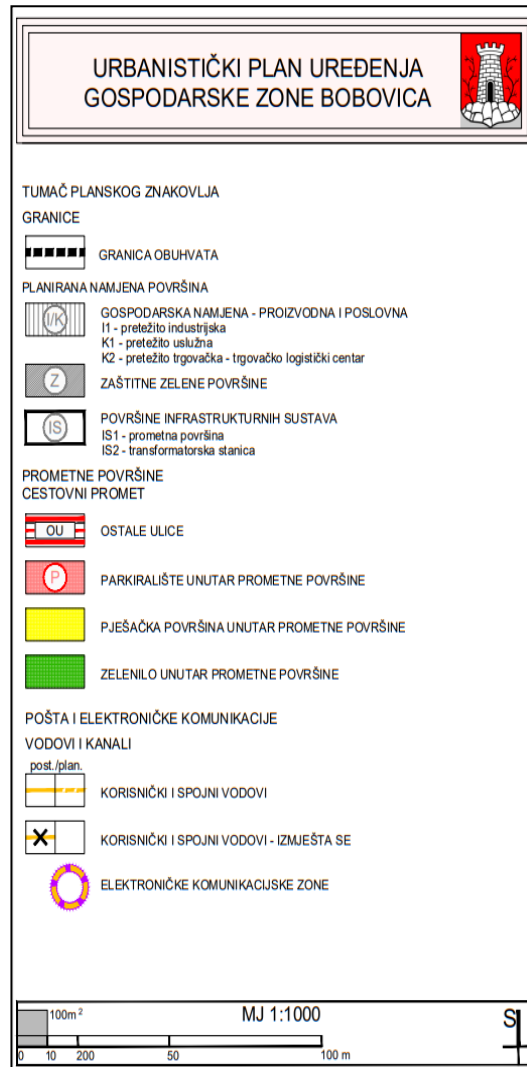 URBANISTIČKI PLAN UREĐENJA
GOSPODARSKE ZONE BOBOVICA
TUMAČ PLANSKOG ZNAKOVLJA
GRANICE
GRANICA OBUHVATA
PLANIRANA NAMJENA POVRŠINA
I/K
GOSPODARSKA NAMJENA - PROIZVODNA I POSLOVNA
I1 - pretežito industrijska
K1 - pretežito uslužna
K2 - pretežito trgovačka - trgovačko logistički centar
Z
ZAŠTITNE ZELENE POVRŠINE
IS
POVRŠINE INFRASTRUKTURNIH SUSTAVA
IS1 - prometna površina
IS2 - transformatorska stanica
PROMETNE POVRŠINE
CESTOVNI PROMET
OU
OSTALE ULICE
P
PARKIRALIŠTE UNUTAR PROMETNE POVRŠINE
PJEŠAČKA POVRŠINA UNUTAR PROMETNE POVRŠINE
ZELENILO UNUTAR PROMETNE POVRŠINE
POŠTA I ELEKTRONIČKE KOMUNIKACIJE
VODOVI I KANALI
post./plan.
KORISNIČKI I SPOJNI VODOVI
KORISNIČKI I SPOJNI VODOVI - IZMJEŠTA SE
ELEKTRONIČKE KOMUNIKACIJSKE ZONE
100m²
MJ 1:1000
S
0 10 200 50 100 m